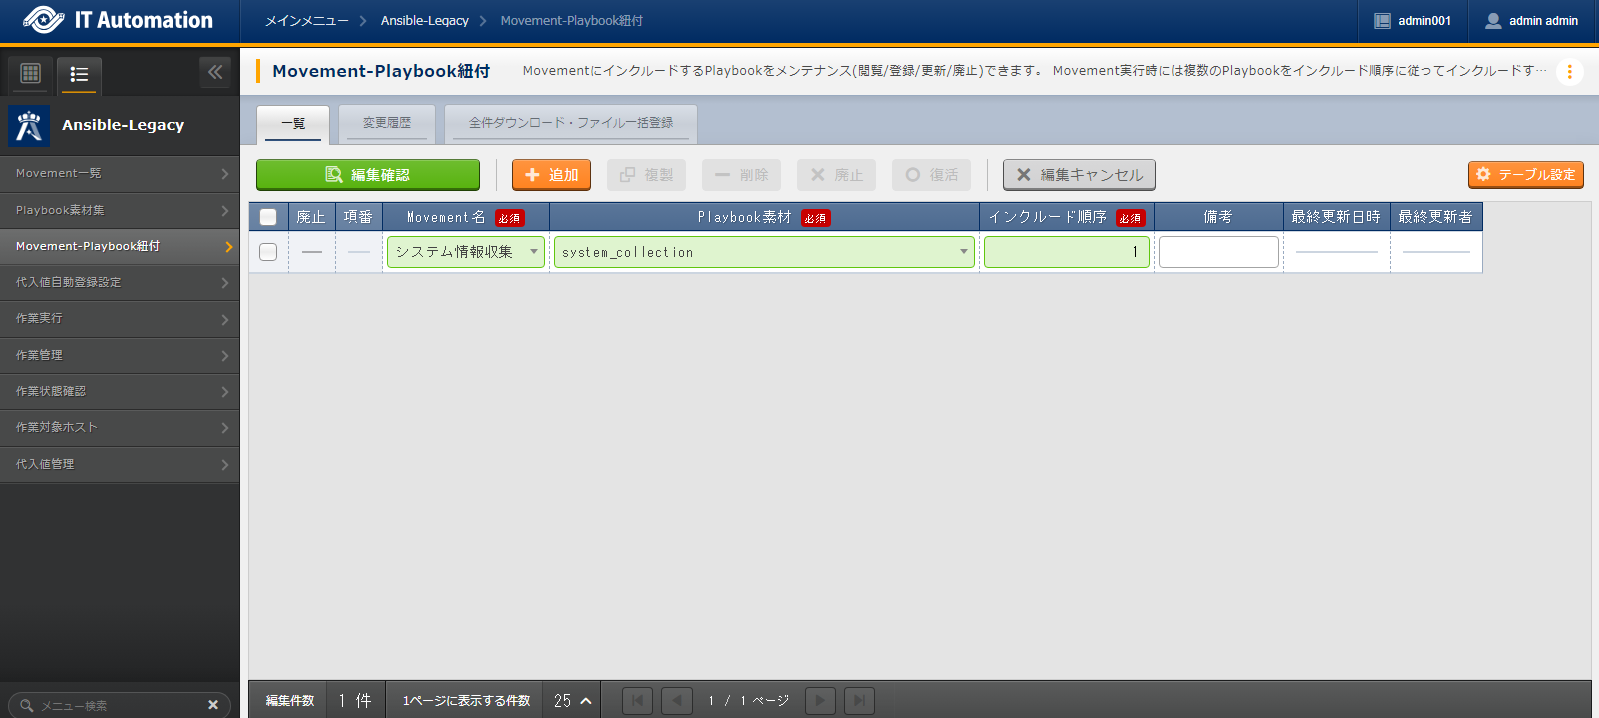 IT Automation
メインメニュー
Ansible-Legacy
Movement-Playbook紐付
admin001
admin admin
Ansible-Legacy
Movement一覧
Playbook素材集
Movement-Playbook紐付
代入値自動登録設定
作業実行
作業管理
作業状態確認
作業対象ホスト
代入値管理
メニュー検索
Movement-Playbook紐付
MovementにインクルードするPlaybookをメンテナンス(閲覧/登録/更新/廃止)できます。 Movement実行時には複数のPlaybookをインクルード順序に従ってインクルードす…
一覧
変更履歴
全件ダウンロード・ファイル一括登録
編集確認
追加
複製
削除
廃止
復活
編集キャンセル
テーブル設定
廃止 項番 Movement名 必須 Playbook素材 必須 インクルード順序 必須 備考 最終更新日時 最終更新者
システム情報収集 system_collection 1
編集件数 1 件 1ページに表示する件数 25 1 / 1 ページ